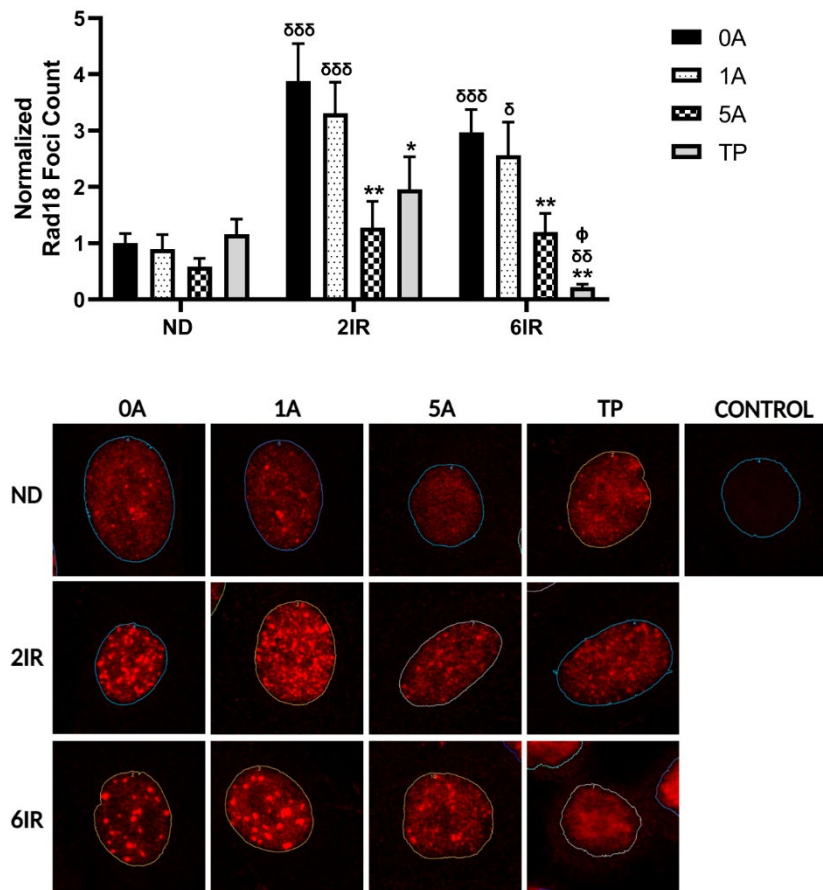 Normalized
Rad18 Foci Count
5
4
3
2
1
0
δδδ
δδδ
**
*
δδδ
δ
**
ϕ
δδ
**
ND
2IR
6IR
0A
1A
5A
TP
0A 1A 5A TP CONTROL
ND
2IR
6IR